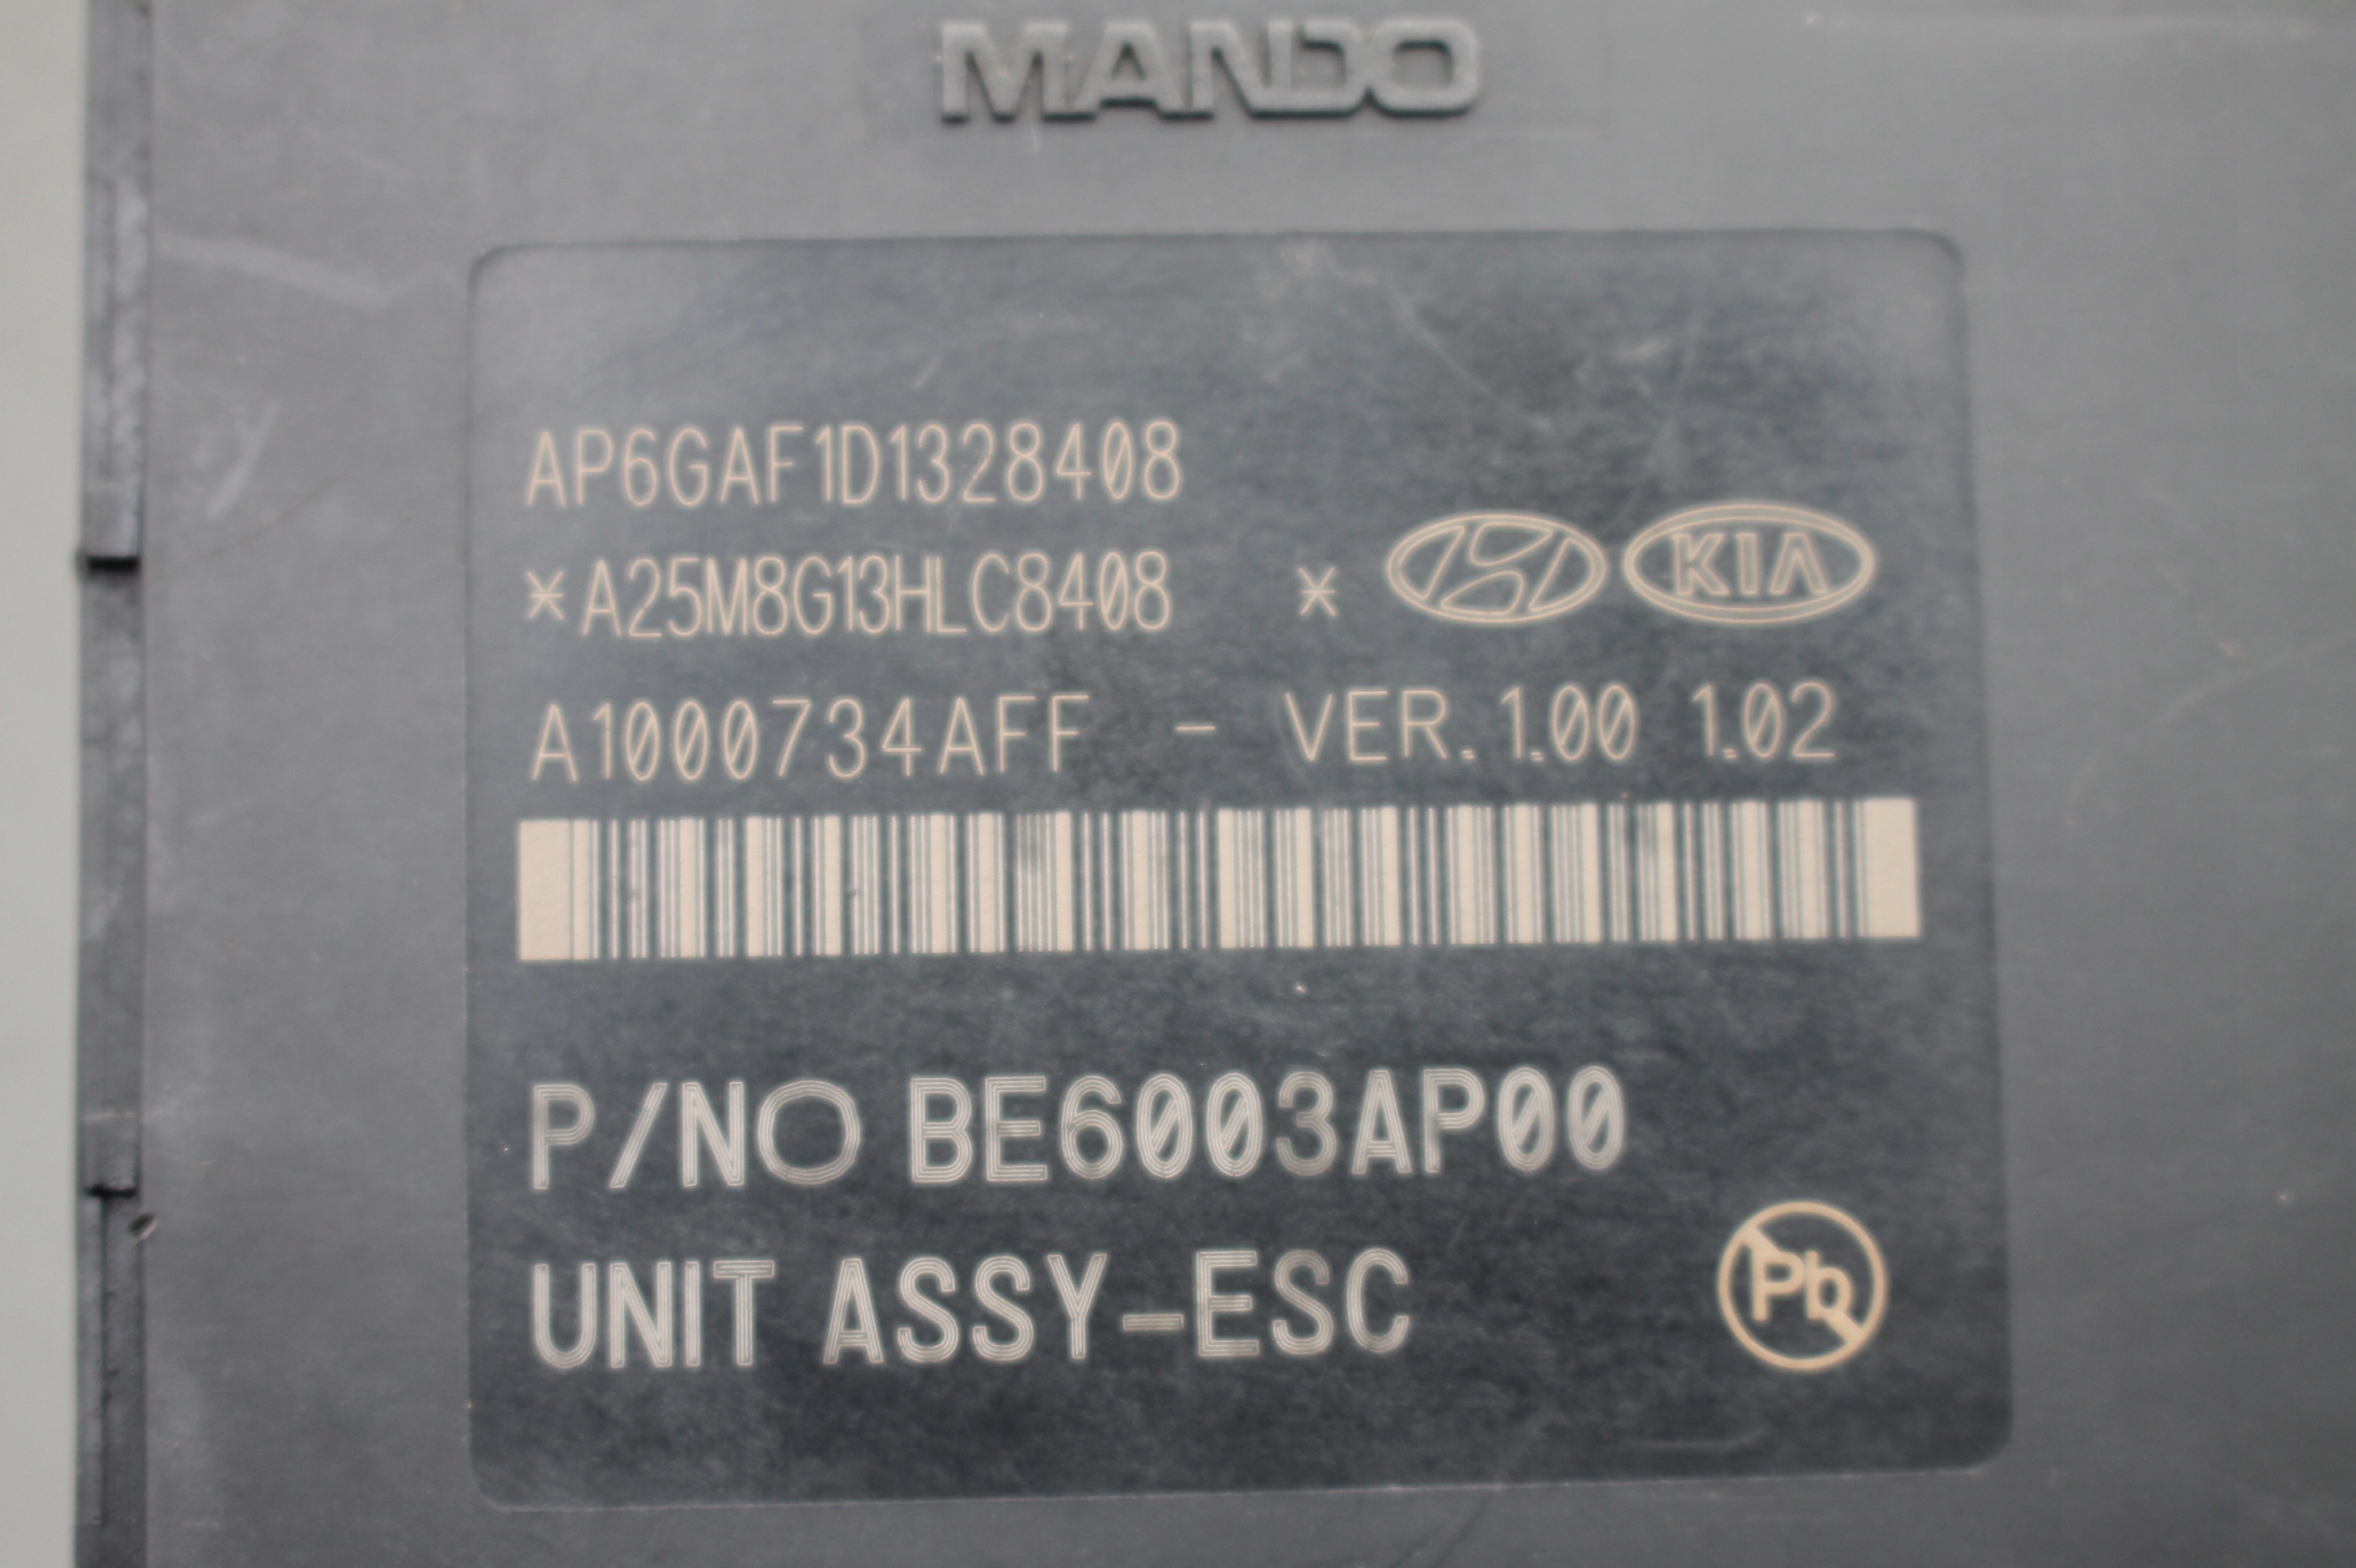 MANDO
AP6GAF1D1328408
*A25M8G13HLC8408 * KIA
A1000734AFF - VER.1.00 1.02
P/NO BE6003AP00
UNIT ASSY-ESC
Pb